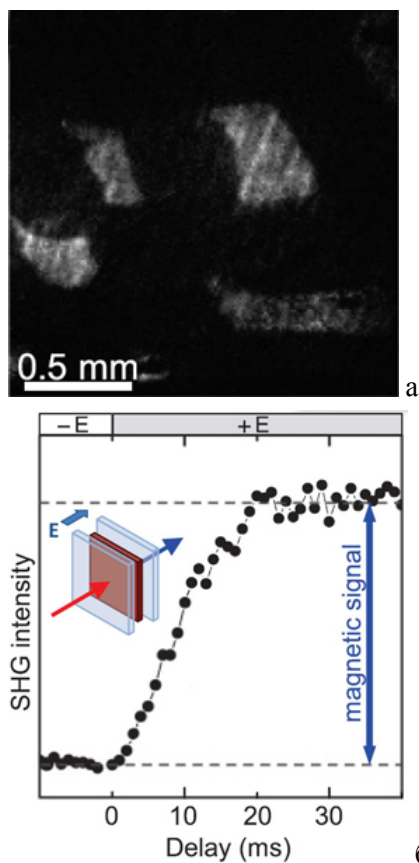 0.5 mm
a
– E
+E
E
SHG intensity
magnetic signal
0
10
20
30
Delay (ms)
б